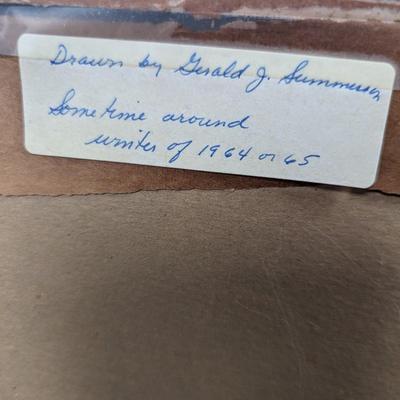 Drawn by Gerald J. Summerson
Sometime around
winter of 1964 or 65